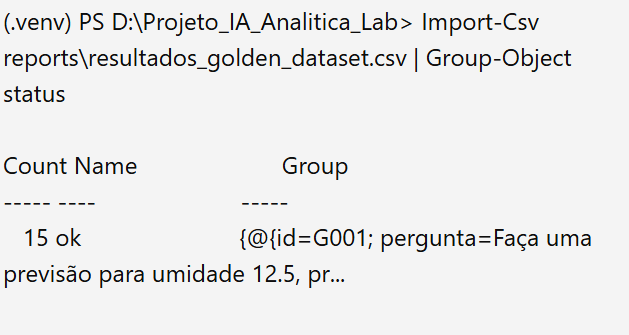 (.venv) PS D:\Projeto_IA_Analitica_Lab> Import-Csv
reports\resultados_golden_dataset.csv | Group-Object
status
Count Name Group
----- ---- -----
15 ok {@{id=G001; pergunta=Faça uma
previsão para umidade 12.5, pr...